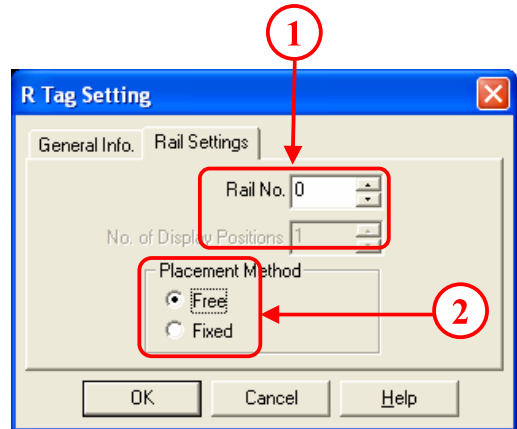 1
R Tag Setting
General Info. Rail Settings
Rail No. 0
No. of Display Positions 1
Placement Method
Free
2
Fixed
OK Cancel Help